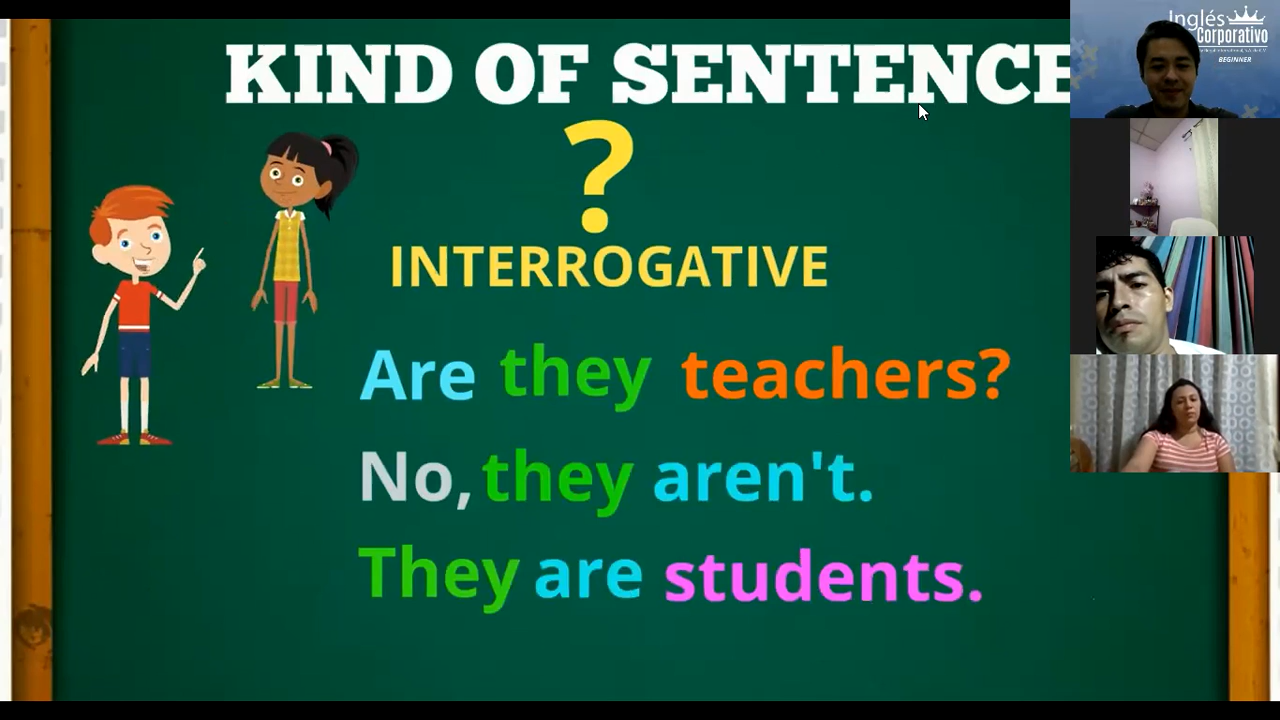 KIND OF SENTENCE
?
INTERROGATIVE
Are they teachers?
No, they aren't.
They are students.
Inglés
Corporativo
BEGINNER